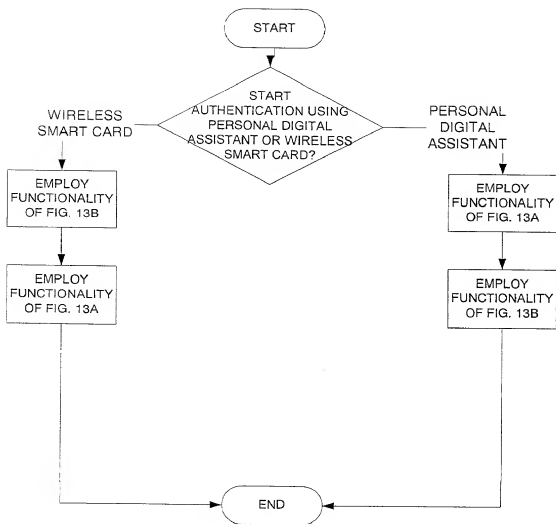 START
START
AUTHENTICATION USING
PERSONAL DIGITAL
ASSISTANT OR WIRELESS
SMART CARD?
WIRELESS
SMART CARD
PERSONAL
DIGITAL
ASSISTANT
EMPLOY
FUNCTIONALITY
OF FIG. 13B
EMPLOY
FUNCTIONALITY
OF FIG. 13A
EMPLOY
FUNCTIONALITY
OF FIG. 13A
EMPLOY
FUNCTIONALITY
OF FIG. 13B
END